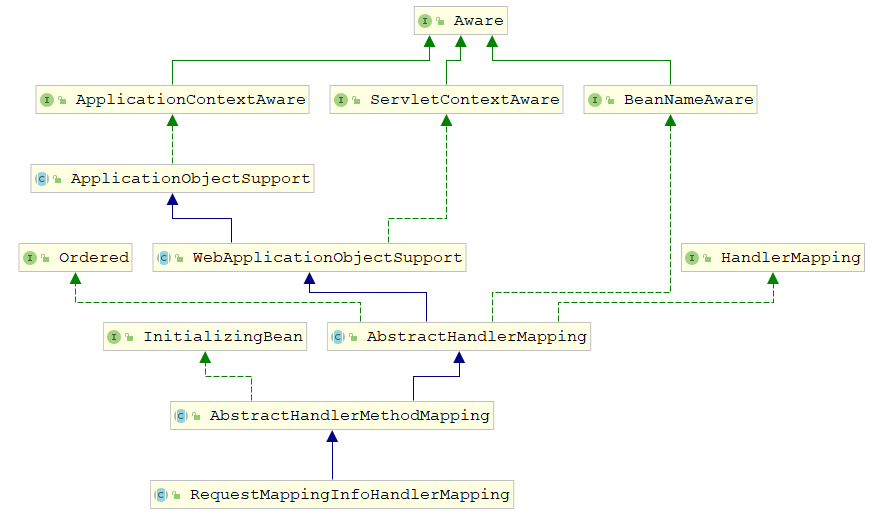 I Aware
I ApplicationContextAware
I ServletContextAware
I BeanNameAware
C ApplicationObjectSupport
I Ordered
C WebApplicationObjectSupport
I HandlerMapping
I InitializingBean
C AbstractHandlerMapping
C AbstractHandlerMethodMapping
C RequestMappingInfoHandlerMapping